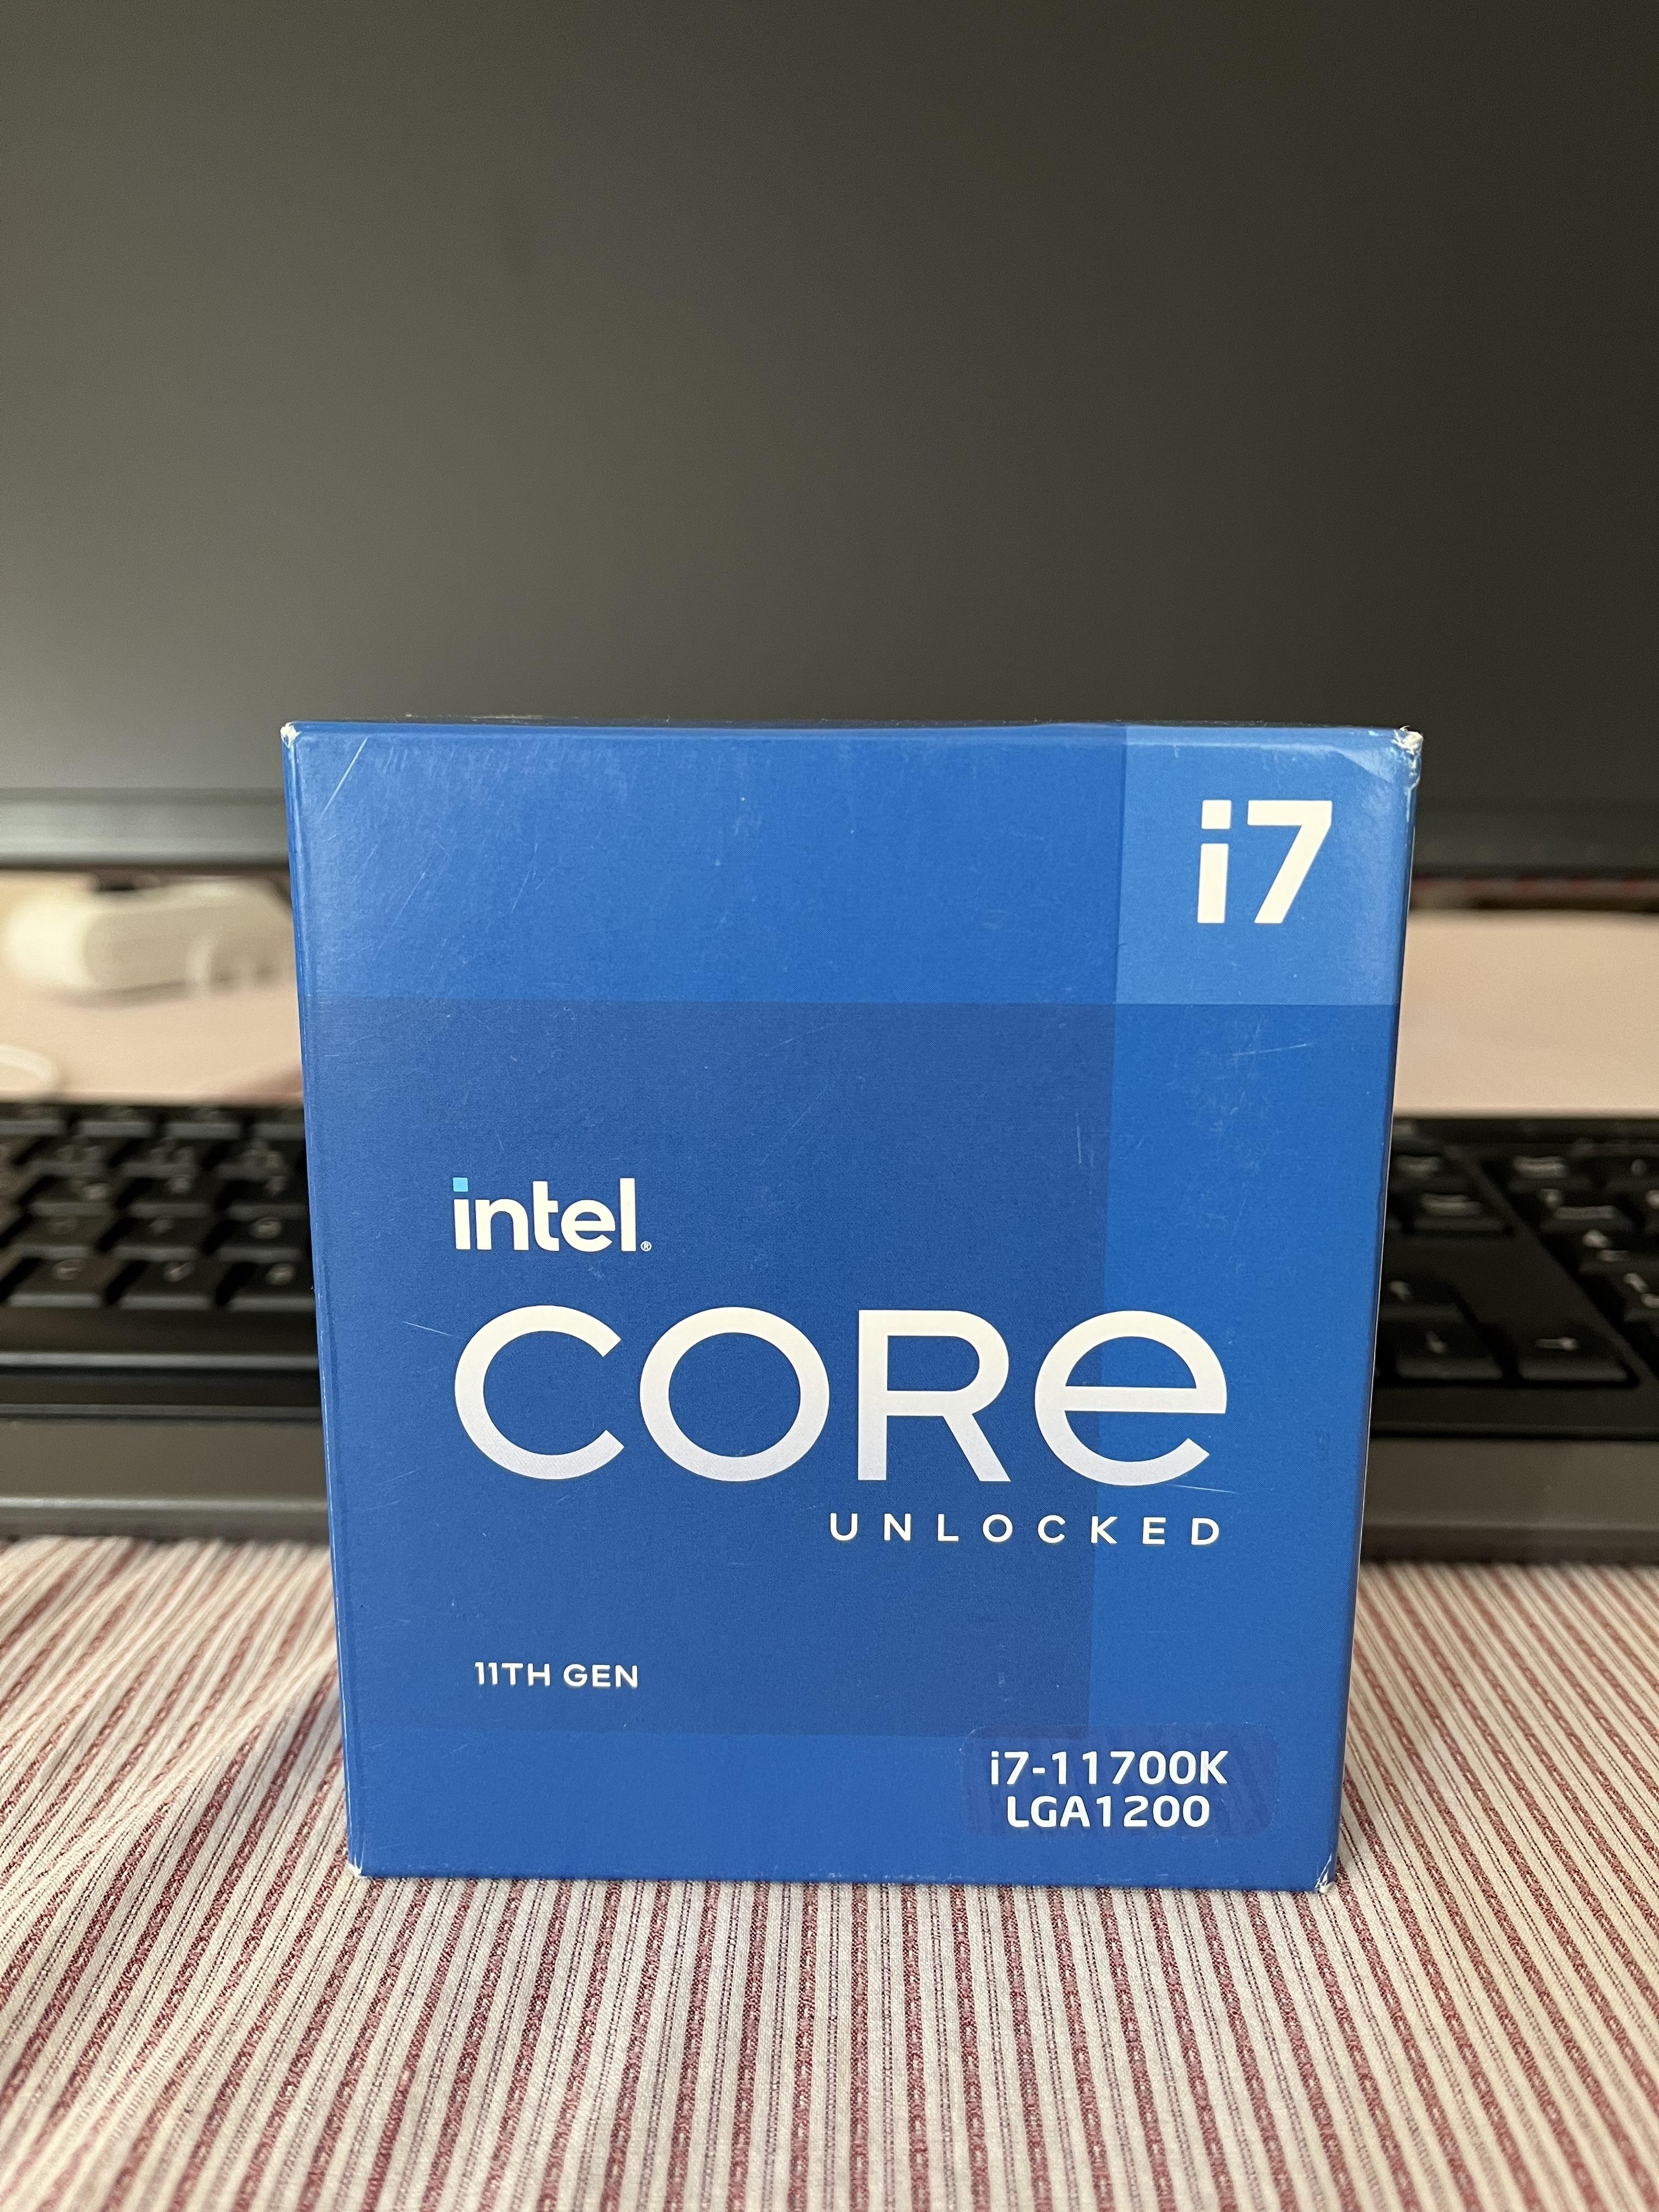 i7
intel®
CORe
UNLOCKED
11TH GEN
i7-11700K
LGA1200